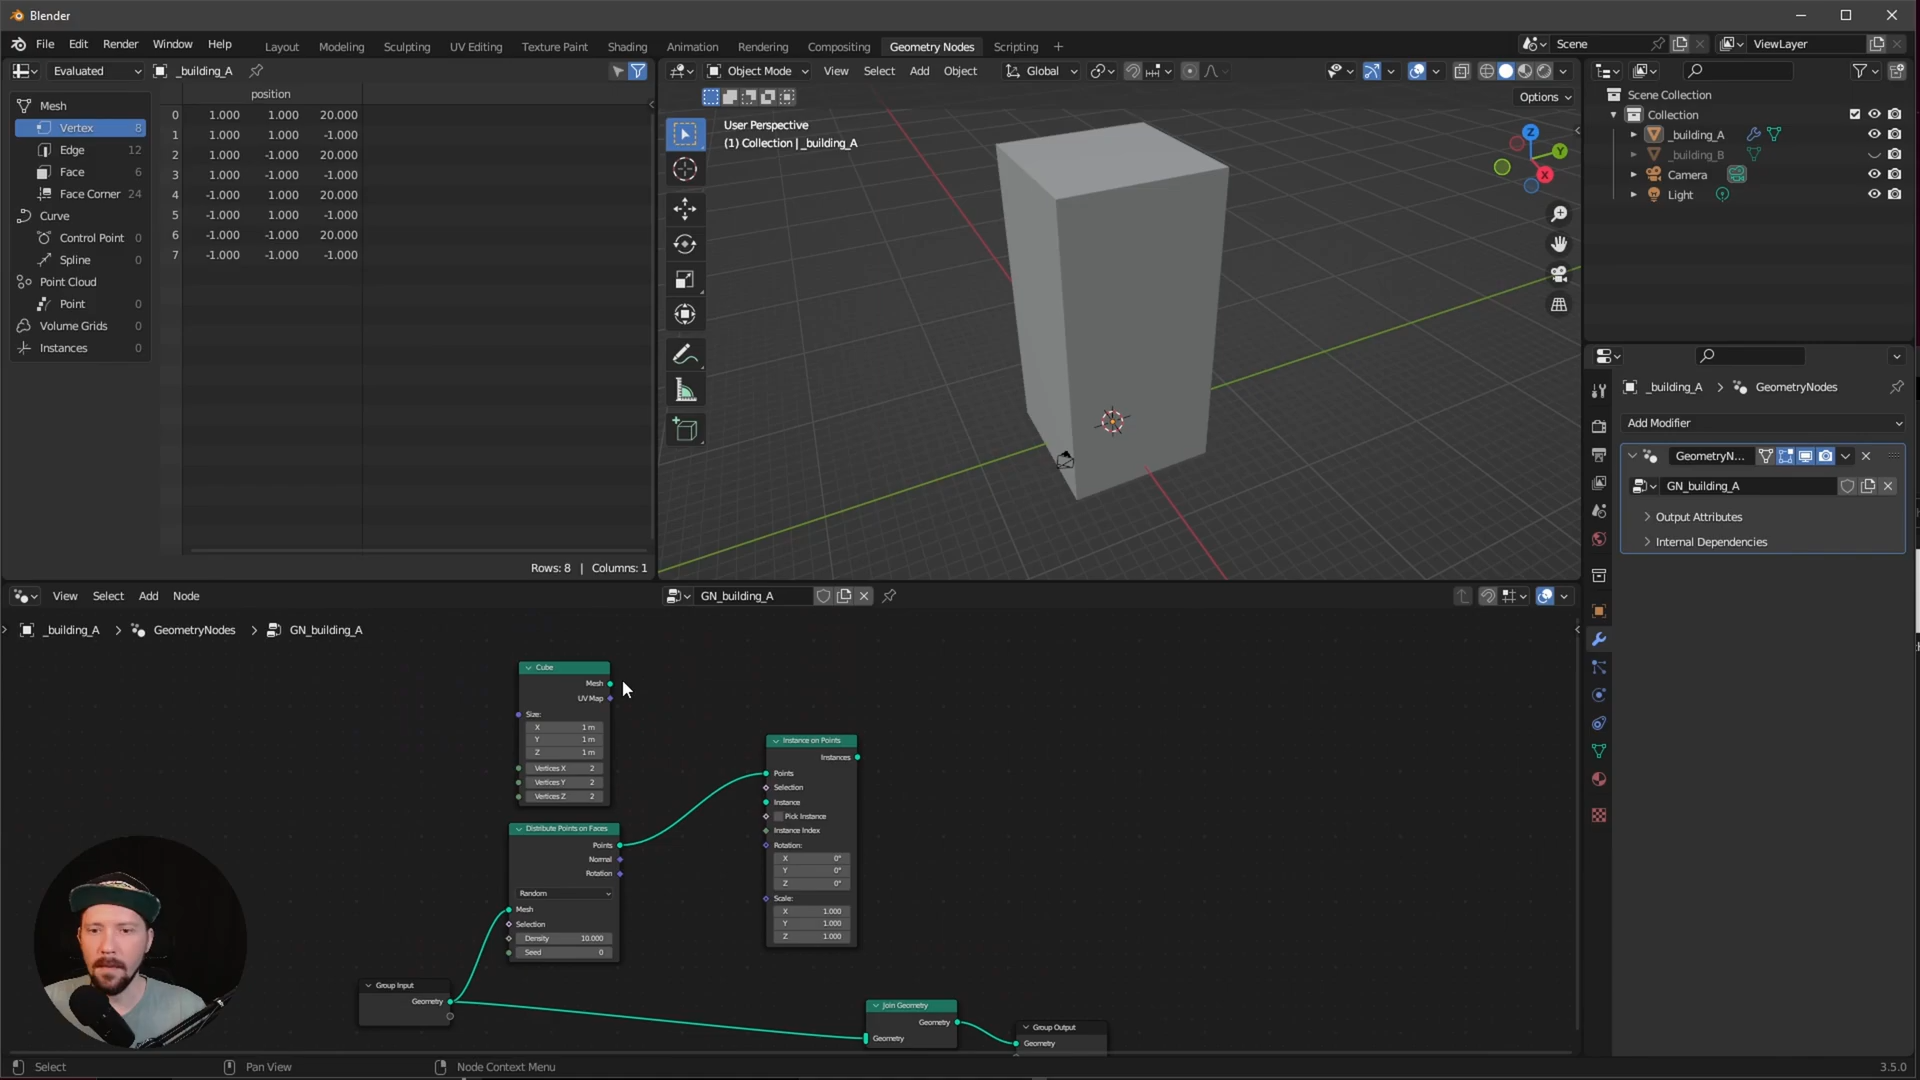 Blender
File Edit Render Window Help
Layout Modeling Sculpting UV Editing Texture Paint Shading Animation Rendering Compositing Geometry Nodes Scripting +
Scene
ViewLayer
Evaluated
_building_A
Object Mode
View Select Add Object
Global
Options
position
Mesh
Vertex 8
Edge 12
Face 6
Face Corner 24
Curve
Control Point 0
Spline 0
Point Cloud
Point 0
Volume Grids 0
Instances 0
0 1.000 1.000 20.000
1 1.000 1.000 -1.000
2 1.000 -1.000 20.000
3 1.000 -1.000 -1.000
4 -1.000 1.000 20.000
5 -1.000 1.000 -1.000
6 -1.000 -1.000 20.000
7 -1.000 -1.000 -1.000
Rows: 8 | Columns: 1
User Perspective
(1) Collection | _building_A
Z
Y
X
Scene Collection
Collection
_building_A
_building_B
Camera
Light
_building_A > GeometryNodes
Add Modifier
GeometryN...
GN_building_A
Output Attributes
Internal Dependencies
View Select Add Node
GN_building_A
_building_A > GeometryNodes > GN_building_A
Cube
Mesh
UV Map
Size:
X 1 m
Y 1 m
Z 1 m
Vertices X 2
Vertices Y 2
Vertices Z 2
Distribute Points on Faces
Points
Normal
Rotation
Random
Mesh
Selection
Density 10.000
Seed 0
Instance on Points
Instances
Points
Selection
Instance
Pick Instance
Instance Index
Rotation:
X 0°
Y 0°
Z 0°
Scale:
X 1.000
Y 1.000
Z 1.000
Group Input
Geometry
Join Geometry
Geometry
Geometry
Group Output
Geometry
Select
Pan View
Node Context Menu
3.5.0